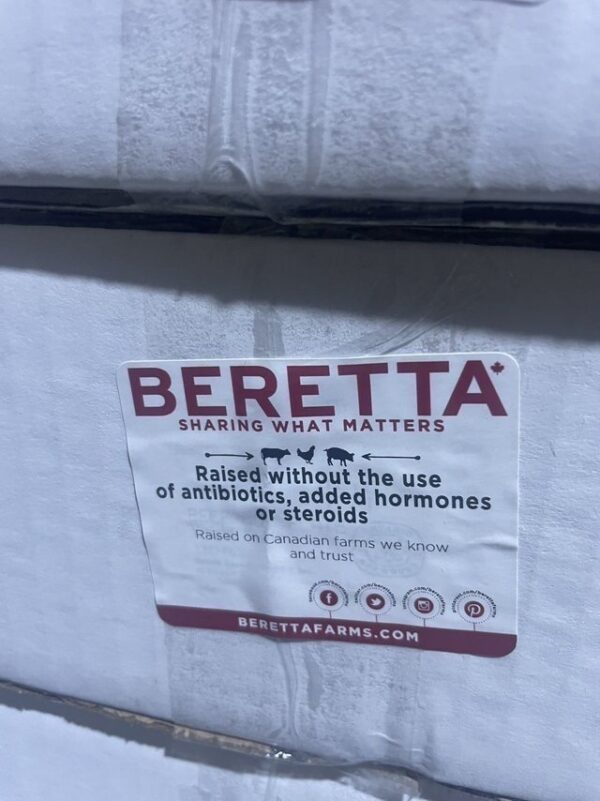 BERETTA
SHARING WHAT MATTERS
Raised without the use
of antibiotics, added hormones
or steroids
Raised on Canadian farms we know
and trust
BERETTAFARMS.COM